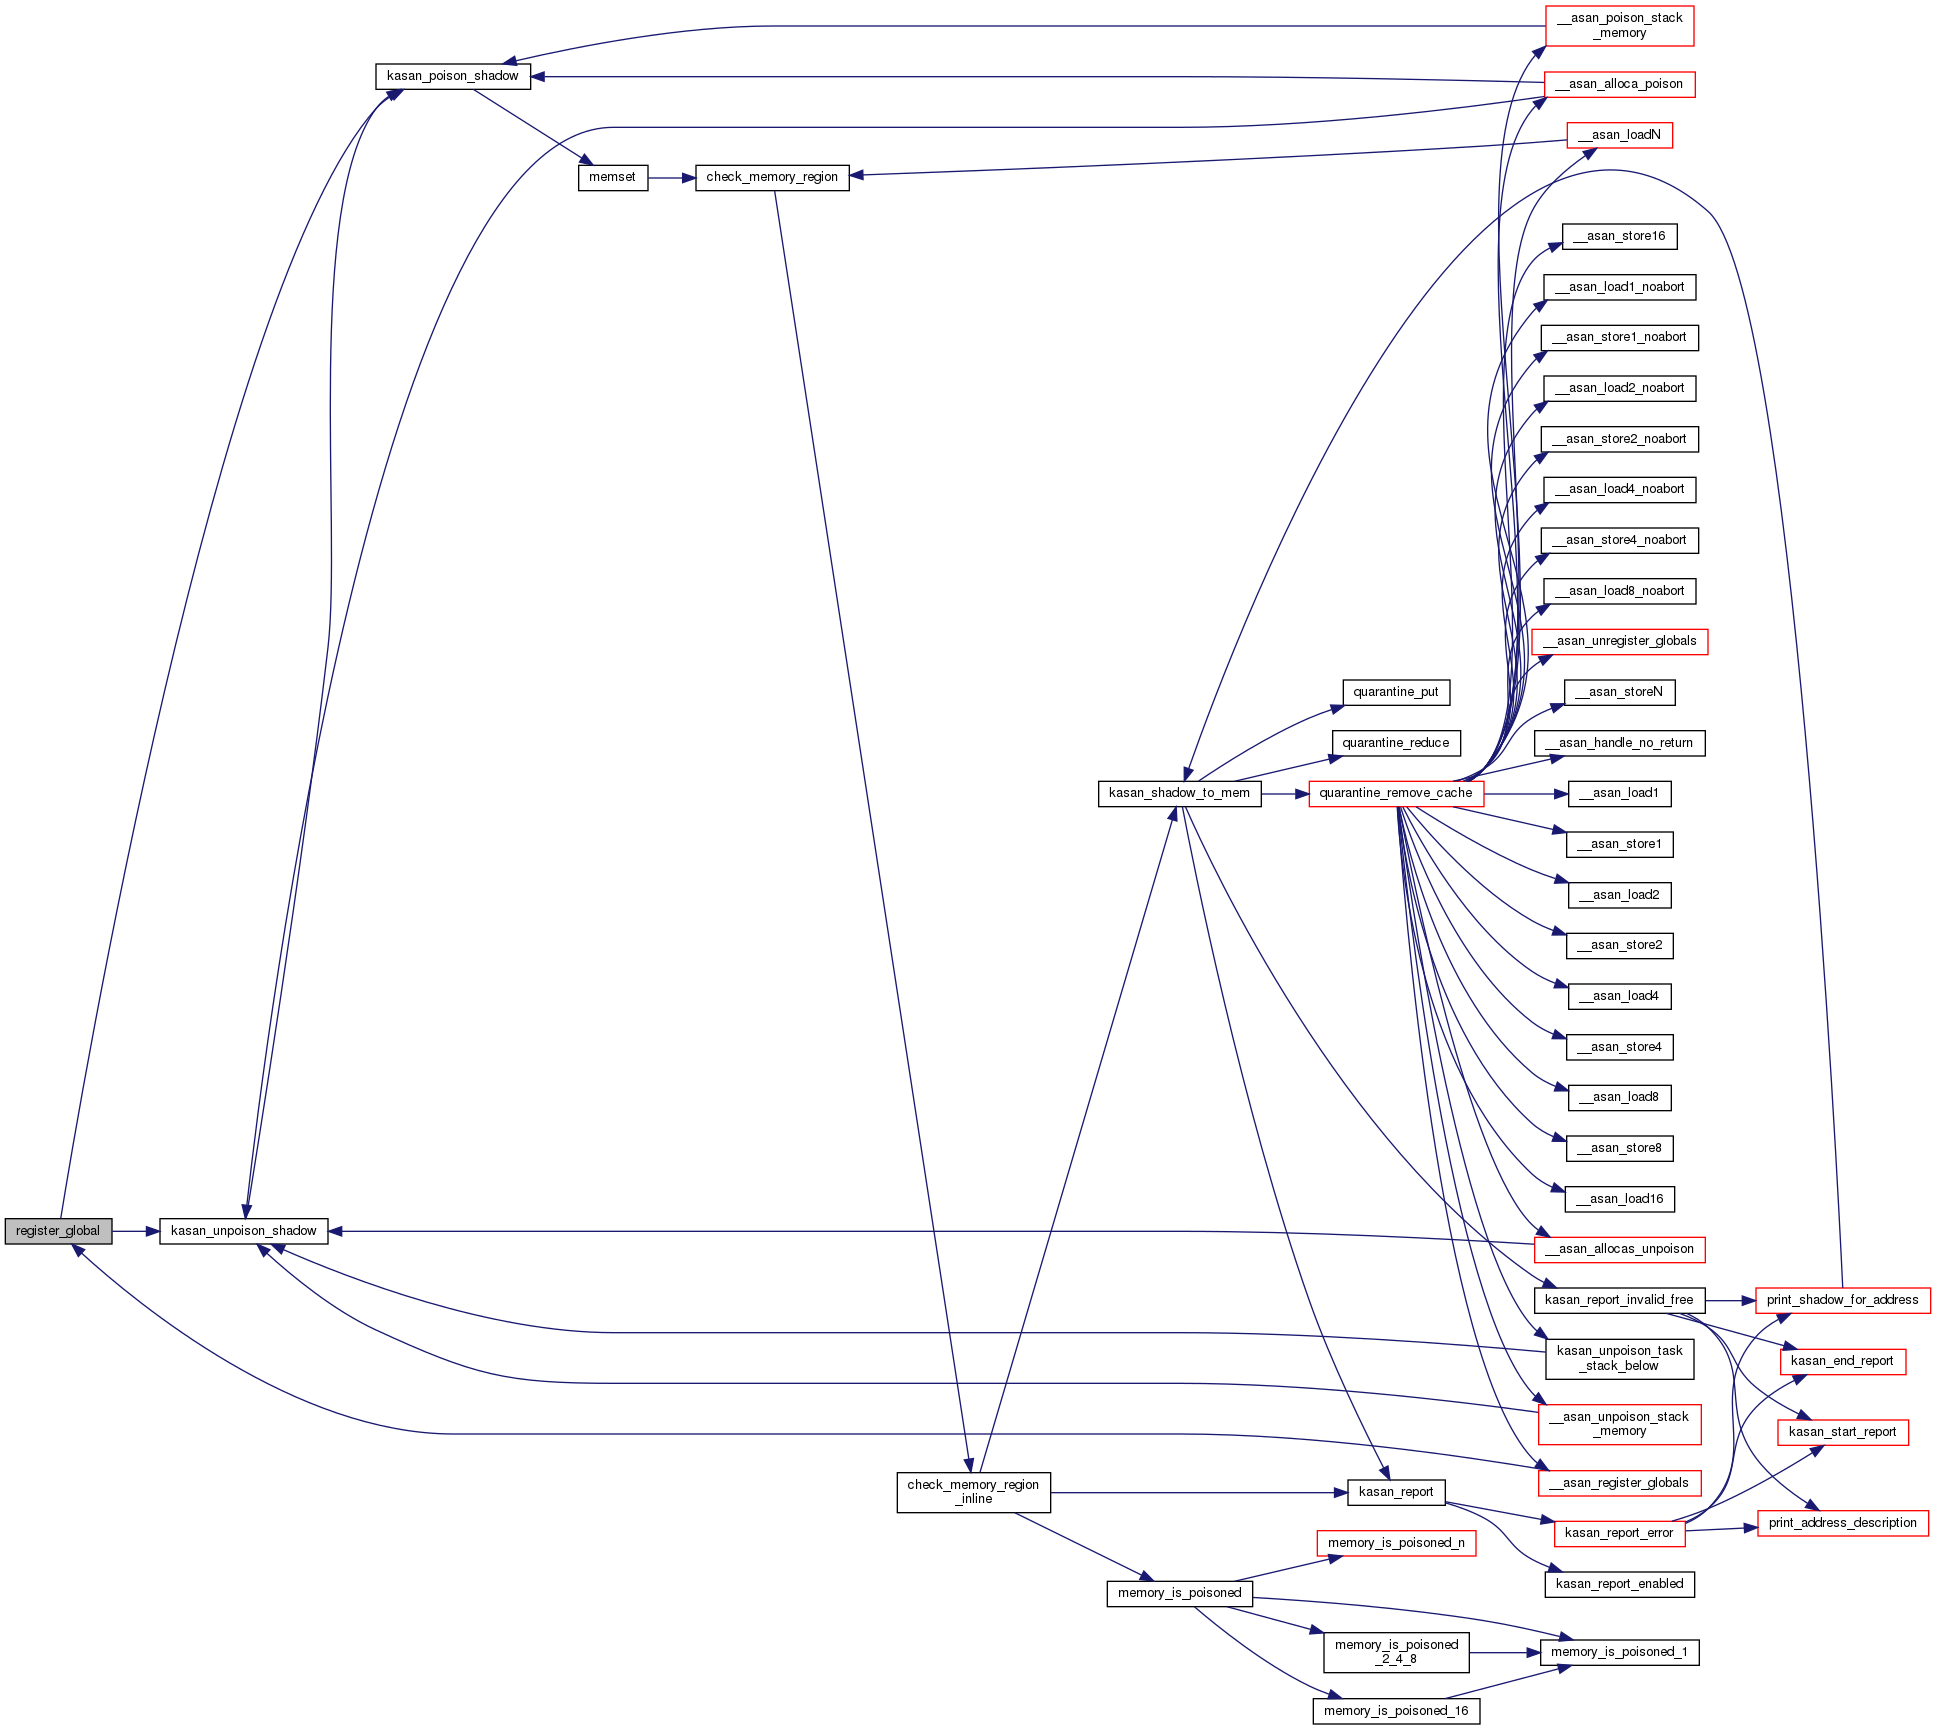 __asan_poison_stack
_memory
kasan_poison_shadow
__asan_alloca_poison
__asan_loadN
memset
check_memory_region
__asan_store16
__asan_load1_noabort
__asan_store1_noabort
__asan_load2_noabort
__asan_store2_noabort
__asan_load4_noabort
__asan_store4_noabort
__asan_load8_noabort
__asan_unregister_globals
quarantine_put
__asan_storeN
quarantine_reduce
__asan_handle_no_return
kasan_shadow_to_mem
quarantine_remove_cache
__asan_load1
__asan_store1
__asan_load2
__asan_store2
__asan_load4
__asan_store4
__asan_load8
__asan_store8
__asan_load16
register_global
kasan_unpoison_shadow
__asan_allocas_unpoison
kasan_report_invalid_free
print_shadow_for_address
kasan_unpoison_task
_stack_below
kasan_end_report
__asan_unpoison_stack
_memory
kasan_start_report
__asan_register_globals
check_memory_region
_inline
kasan_report
print_address_description
kasan_report_error
memory_is_poisoned_n
kasan_report_enabled
memory_is_poisoned
memory_is_poisoned
_2_4_8
memory_is_poisoned_1
memory_is_poisoned_16